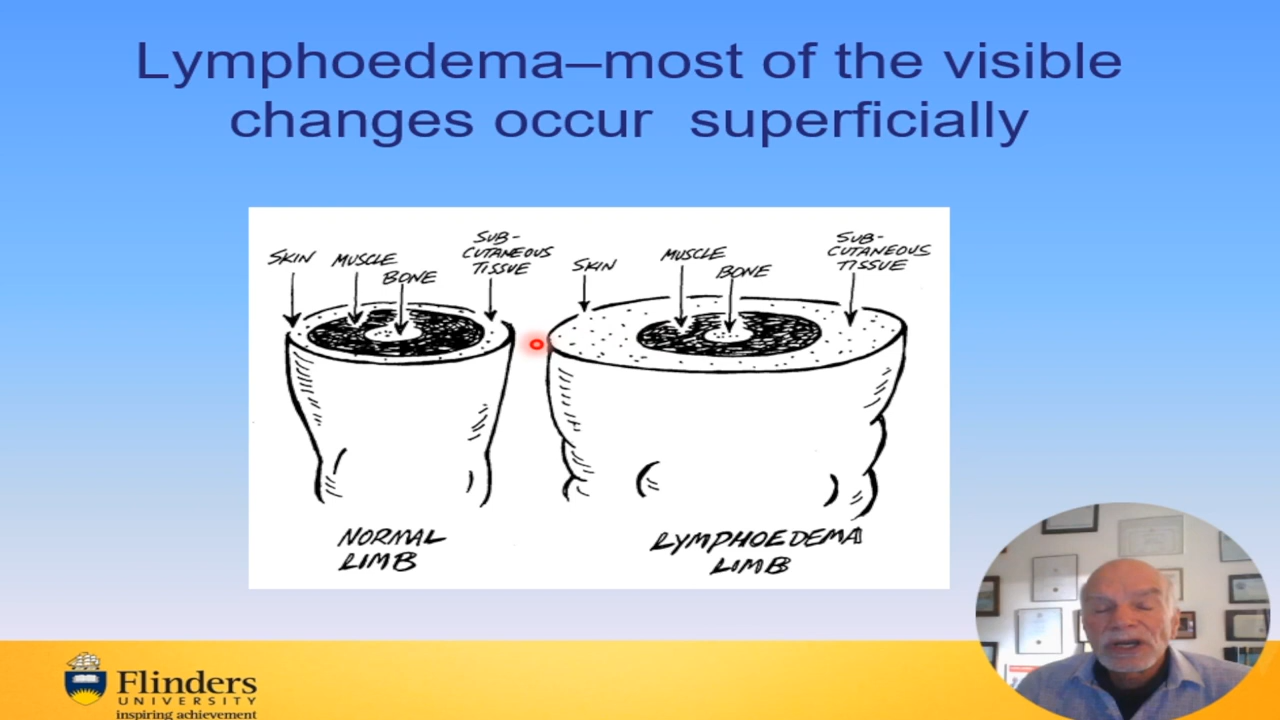 Lymphoedema–most of the visible
changes occur superficially
SKIN
MUSCLE
BONE
SUB-
CUTANEOUS
TISSUE
SKIN
MUSCLE
BONE
SUB-
CUTANEOUS
TISSUE
NORMAL
LIMB
LYMPHOEDEMA
LIMB
Flinders
UNIVERSITY
inspiring achievement